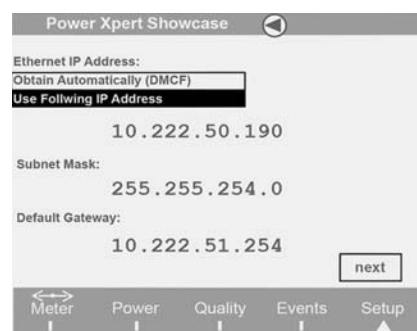 Power Xpert Showcase
Ethernet IP Address:
Obtain Automatically (DMCF)
Use Follwing IP Address
10.222.50.190
Subnet Mask:
255.255.254.0
Default Gateway:
10.222.51.254
next
Meter Power Quality Events Setup